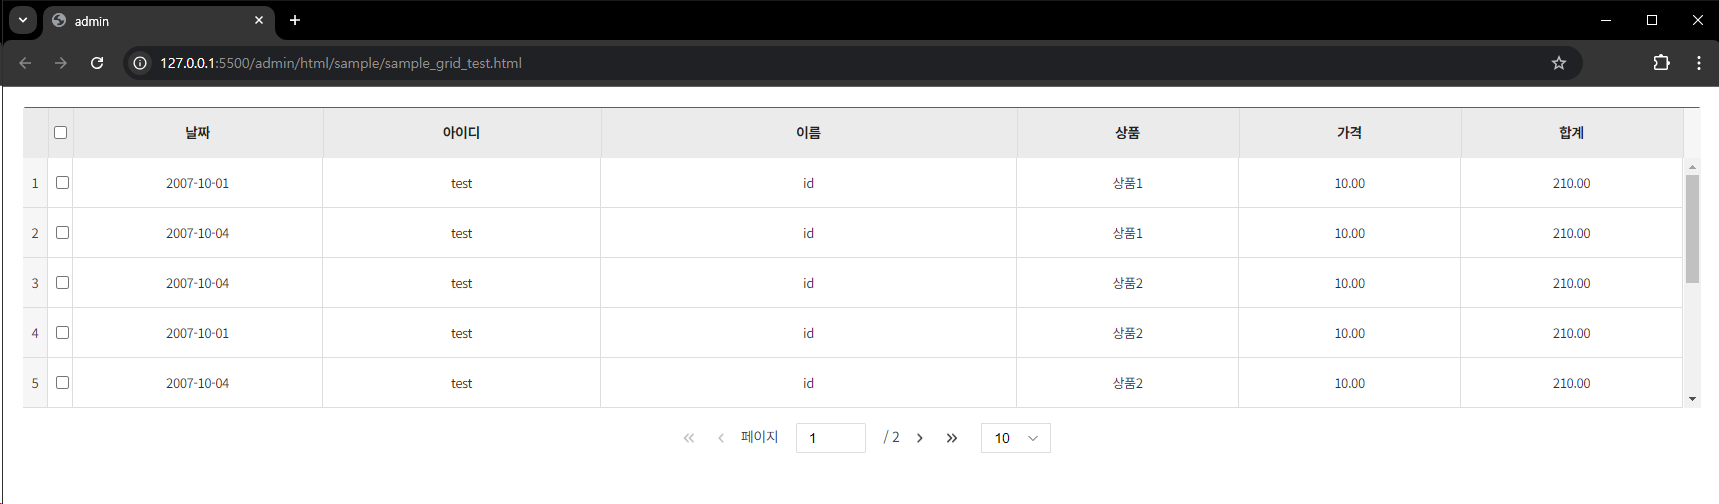 admin
127.0.0.1:5500/admin/html/sample/sample_grid_test.html
날짜 아이디 이름 상품 가격 합계
1 2007-10-01 test id 상품1 10.00 210.00
2 2007-10-04 test id 상품1 10.00 210.00
3 2007-10-04 test id 상품2 10.00 210.00
4 2007-10-01 test id 상품2 10.00 210.00
5 2007-10-04 test id 상품2 10.00 210.00
페이지 1 / 2 10